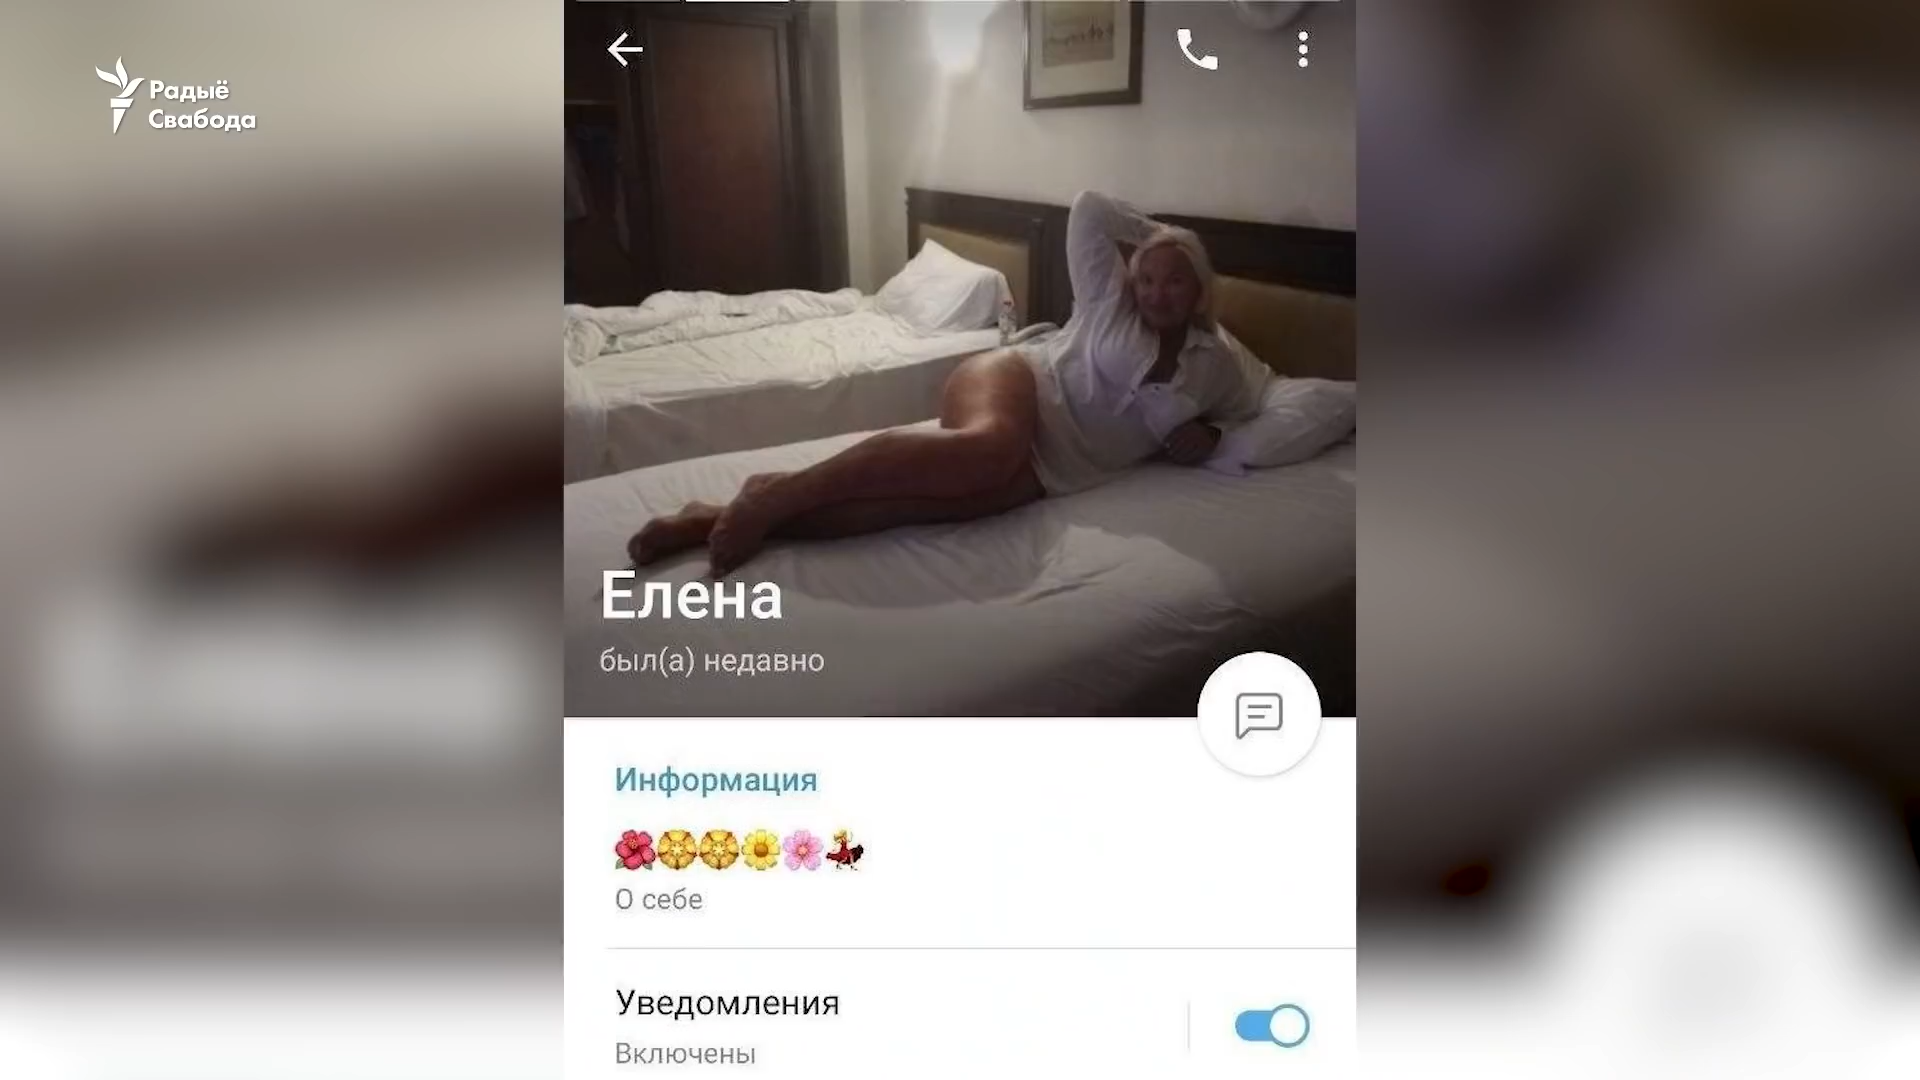 Радыё
Свабода
Елена
был(а) недавно
Информация
🌺🏵️🏵️🌼🌸💃
О себе
Уведомления
Включены